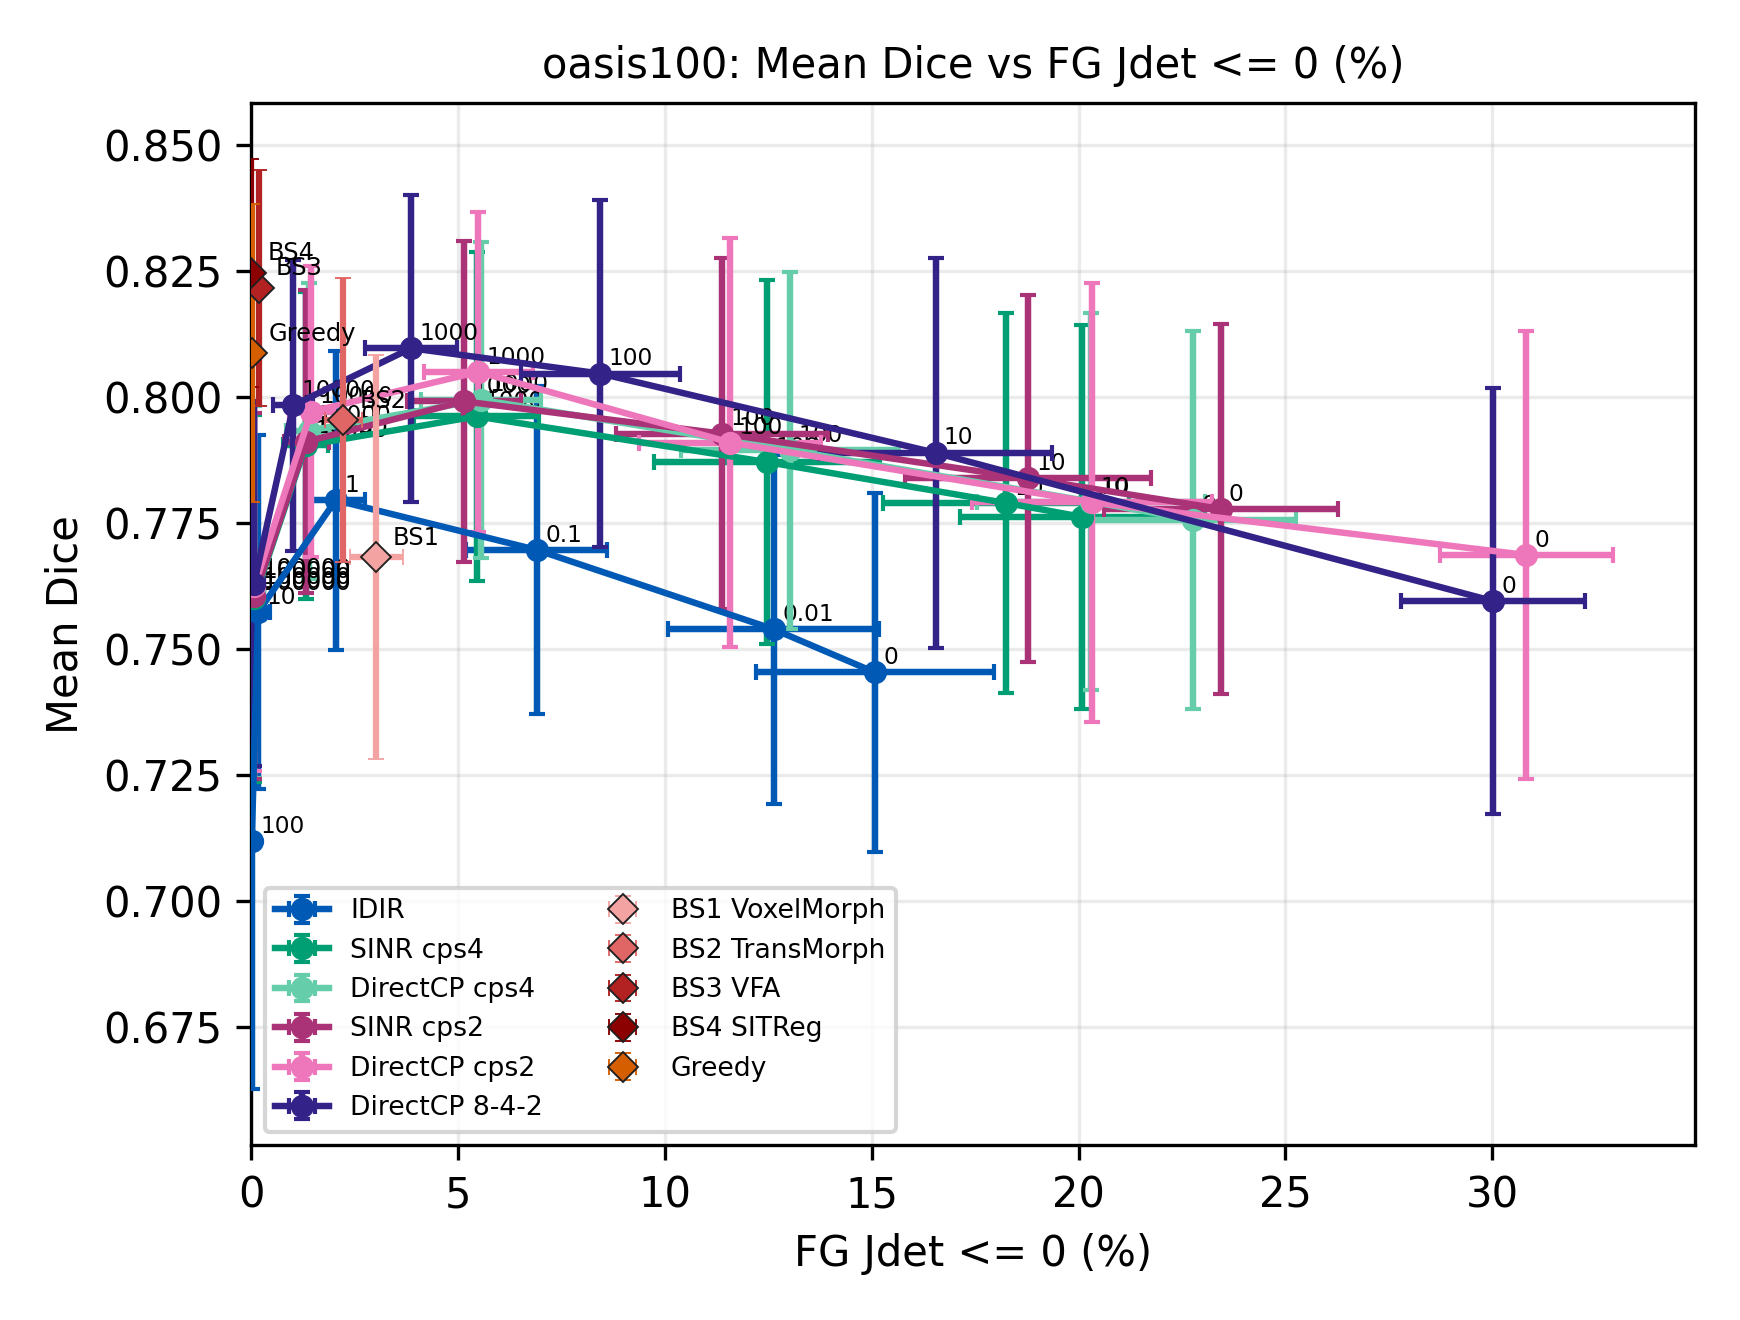 oasis100: Mean Dice vs FG Jdet <= 0 (%)
Mean Dice
0.850
0.825
0.800
0.775
0.750
0.725
0.700
0.675
BS4
BS3
Greedy
1000
100
1000
10000
BS2
100
100
10
10
10
0
1
0.1
BS1
0
0
10
0.01
0
100
IDIR
SINR cps4
DirectCP cps4
SINR cps2
DirectCP cps2
DirectCP 8-4-2
BS1 VoxelMorph
BS2 TransMorph
BS3 VFA
BS4 SITReg
Greedy
0 5 10 15 20 25 30
FG Jdet <= 0 (%)